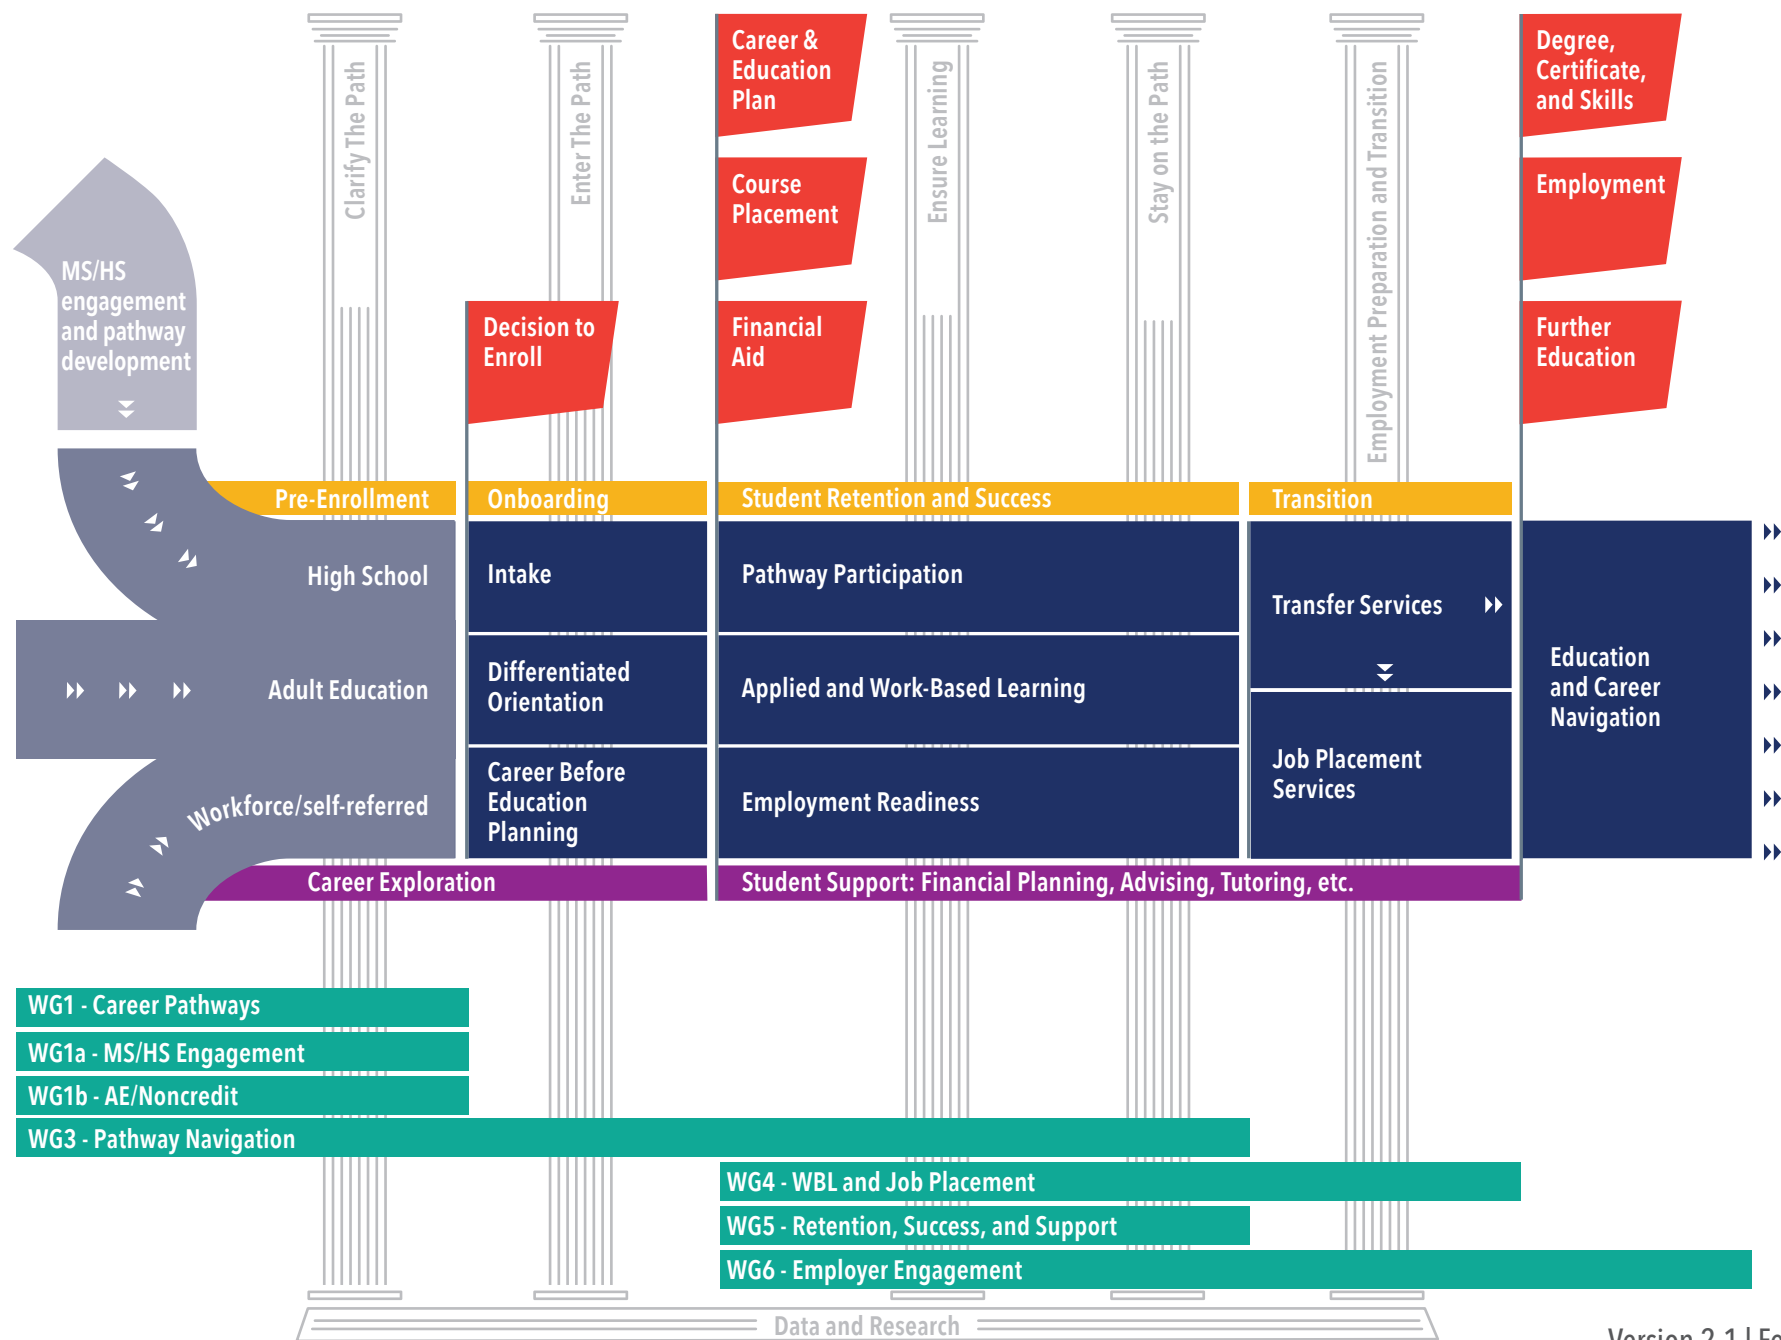 Clarify The Path
Enter The Path
Ensure Learning
Stay on the Path
Employment Preparation and Transition
Career &
Education
Plan
Course
Placement
Financial
Aid
Degree,
Certificate,
and Skills
Employment
Further
Education
Decision to
Enroll
MS/HS
engagement
and pathway
development
Pre-Enrollment
Onboarding
Student Retention and Success
Transition
High School
Adult Education
Workforce/self-referred
Intake
Differentiated
Orientation
Career Before
Education
Planning
Pathway Participation
Applied and Work-Based Learning
Employment Readiness
Transfer Services
Job Placement
Services
Education
and Career
Navigation
Career Exploration
Student Support: Financial Planning, Advising, Tutoring, etc.
WG1 - Career Pathways
WG1a - MS/HS Engagement
WG1b - AE/Noncredit
WG3 - Pathway Navigation
WG4 - WBL and Job Placement
WG5 - Retention, Success, and Support
WG6 - Employer Engagement
Data and Research
Version 2.1 |